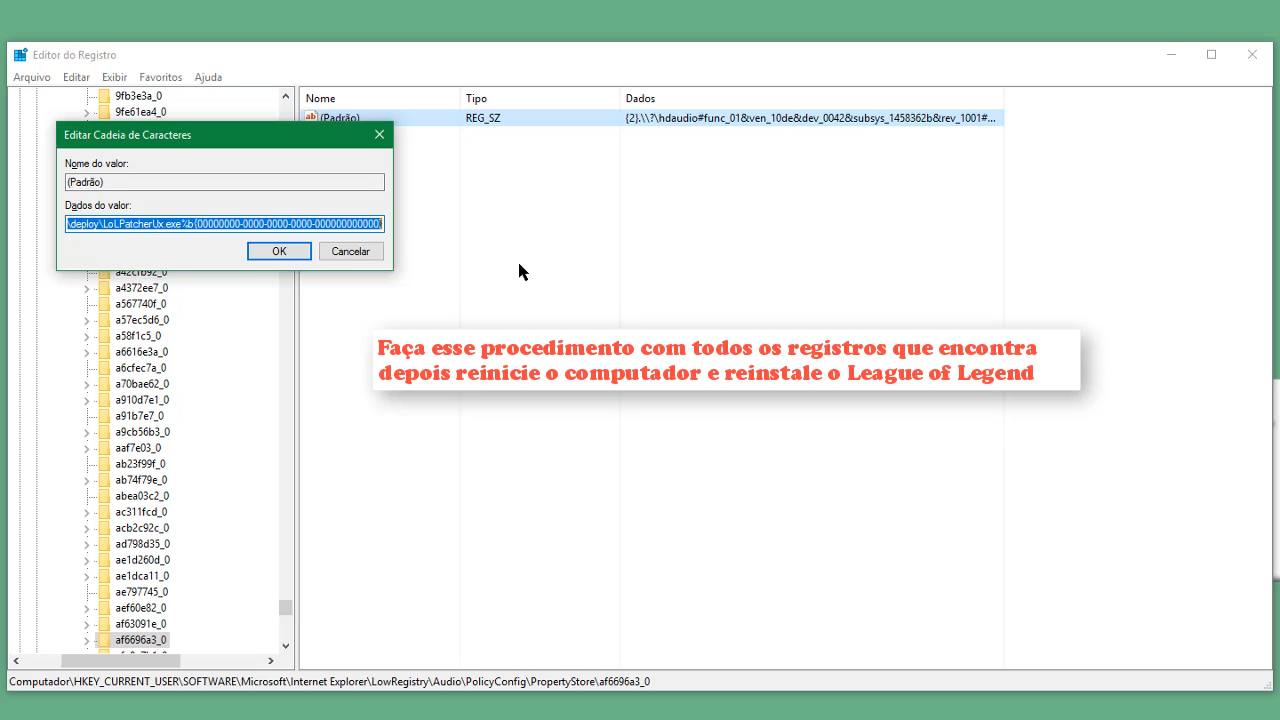 Editor do Registro
Arquivo Editar Exibir Favoritos Ajuda
9fb3e3a_0
9fe61ea4_0
Nome Tipo Dados
(Padrão) REG_SZ {2}.\\?\hdaudio#func_01&ven_10de&dev_0042&subsys_1458362b&rev_1001#...
Editar Cadeia de Caracteres
Nome do valor:
(Padrão)
Dados do valor:
\deploy\LoLPatcherUx.exe%b{00000000-0000-0000-0000-000000000000}
OK Cancelar
a42cfb92_0
a4372ee7_0
a567740f_0
a57ec5d6_0
a58f1c5_0
a6616e3a_0
a6cfec7a_0
a70bae62_0
a910d7e1_0
a91b7e7_0
a9cb56b3_0
aaf7e03_0
ab23f99f_0
ab74f79e_0
abea03c2_0
ac311fcd_0
acb2c92c_0
ad798d35_0
ae1d260d_0
ae1dca11_0
ae797745_0
aef60e82_0
af63091e_0
af6696a3_0
Faça esse procedimento com todos os registros que encontra
depois reinicie o computador e reinstale o League of Legend
Computador\HKEY_CURRENT_USER\SOFTWARE\Microsoft\Internet Explorer\LowRegistry\Audio\PolicyConfig\PropertyStore\af6696a3_0